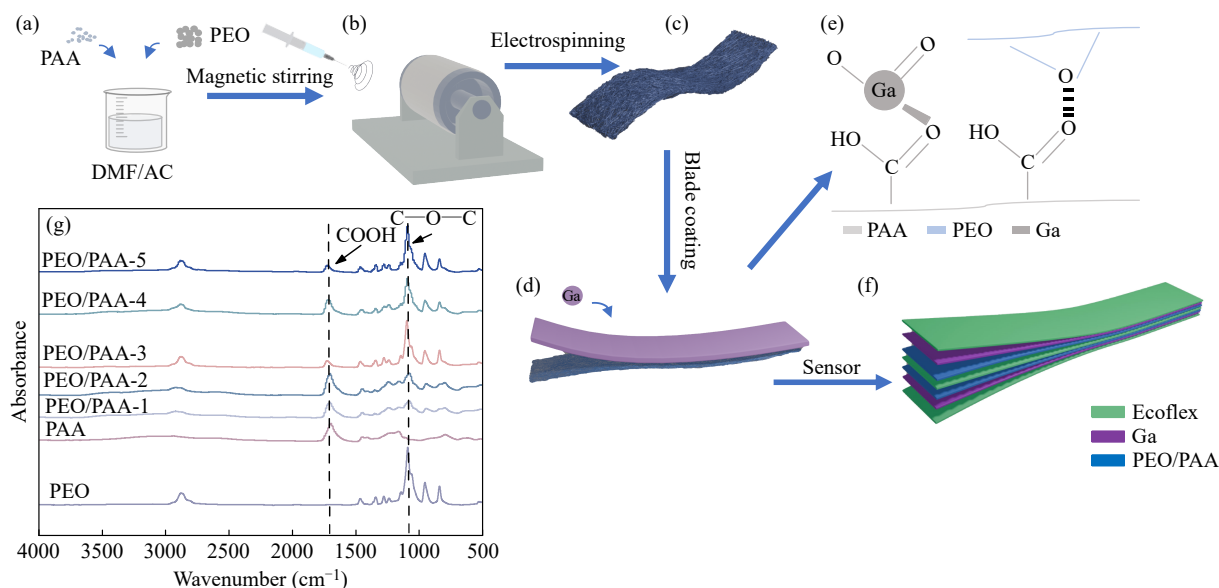 (a)
PAA
PEO
DMF/AC
Magnetic stirring
(b)
Electrospinning
(c)
Blade coating
(d)
Ga
Sensor
(e)
O
O
Ga
O
HO
C
O
O
HO
C
PAA
PEO
Ga
(f)
Ecoflex
Ga
PEO/PAA
(g)
C—O—C
COOH
PEO/PAA-5
PEO/PAA-4
PEO/PAA-3
PEO/PAA-2
PEO/PAA-1
PAA
PEO
Absorbance
4000 3000 2500 2000 1500 1000 500
Wavenumber (cm⁻¹)